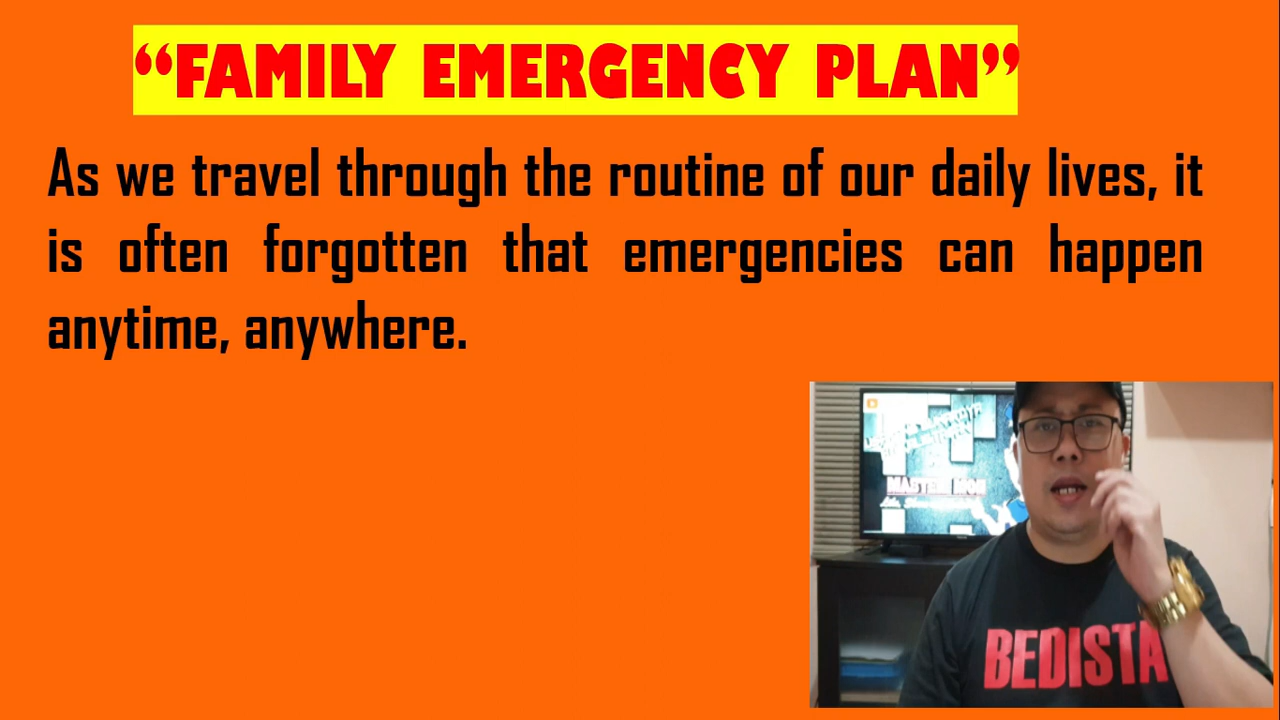 “FAMILY EMERGENCY PLAN”
As we travel through the routine of our daily lives, it
is often forgotten that emergencies can happen
anytime, anywhere.
MASTER
BEDISTA